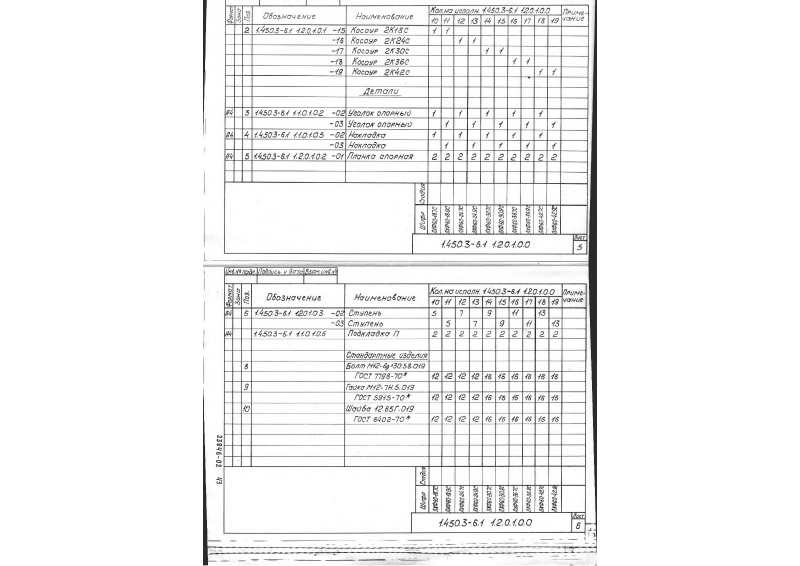 Формат Зона Поз. Обозначение Наименование Кол. на исполн. 1.450.3-6.1 1.2.0.1.0.0 Приме-чание
10 11 12 13 14 15 16 17 18 19
2 1.450.3-6.1 1.2.0.1.0.1 -15 Косоур 2К18С 1 1
-16 Косоур 2К24С 1 1
-17 Косоур 2К30С 1 1
-18 Косоур 2К36С 1 1
-19 Косоур 2К42С 1 1
Детали
А4 3 1.450.3-6.1 1.1.0.1.0.2 -02 Уголок опорный 1 1 1 1 1
-03 Уголок опорный 1 1 1 1 1
А4 4 1.450.3-6.1 1.1.0.1.0.5 -02 Накладка 1 1 1 1 1
-03 Накладка 1 1 1 1 1
А4 5 1.450.3-6.1 1.2.0.1.0.2 -01 Планка опорная 2 2 2 2 2 2 2 2 2 2
Стадия
Шифр
1.450.3-6.1 1.2.0.1.0.0
Лист
5
Инв.№ подл. Подпись и дата Взам.инв.№
Формат Зона Поз. Обозначение Наименование Кол. на исполн. 1.450.3-6.1 1.2.0.1.0.0 Приме-чание
10 11 12 13 14 15 16 17 18 19
А4 6 1.450.3-6.1 1.2.0.1.0.3 -02 Ступень 5 7 9 11 13
-03 Ступень 5 7 9 11 13
А4 1.450.3-6.1 1.1.0.1.0.6 Подкладка П 2 2 2 2 2 2 2 2 2 2
Стандартные изделия
8 Болт М12-6g×30.58.019
ГОСТ 7798-70* 12 12 12 12 16 16 16 16 16 16
9 Гайка М12-7Н.5.019
ГОСТ 5915-70* 12 12 12 12 16 16 16 16 16 16
10 Шайба 12.65Г.019
ГОСТ 6402-70* 12 12 12 12 16 16 16 16 16 16
23846-02 43
Стадия
Шифр
1.450.3-6.1 1.2.0.1.0.0
Лист
6